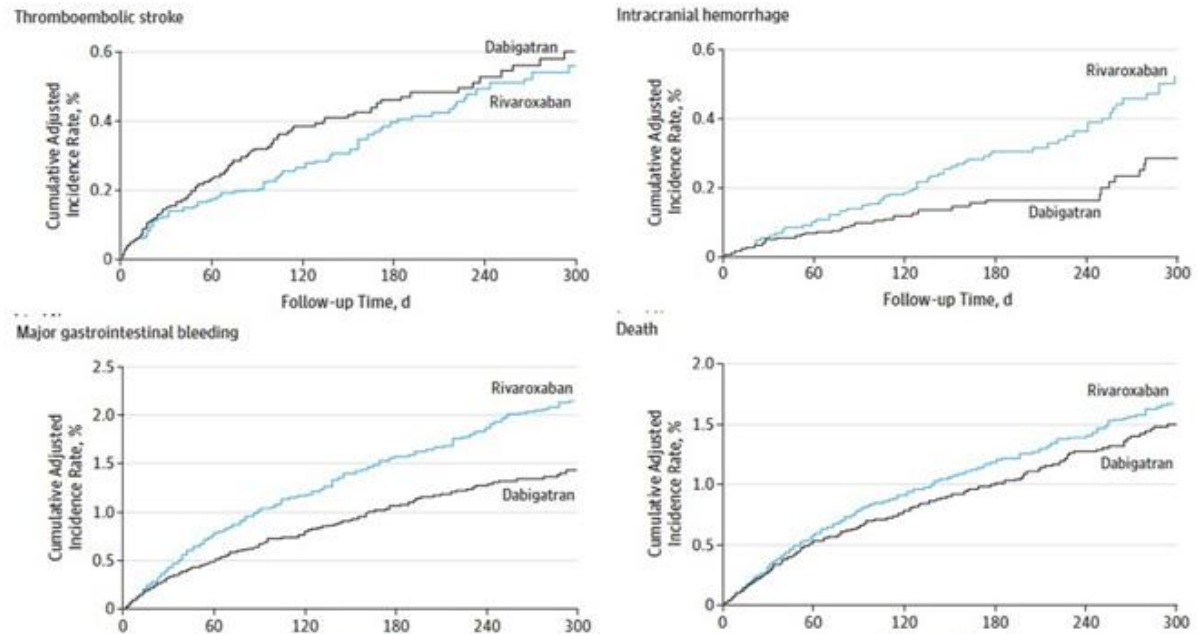 Thromboembolic stroke
Cumulative Adjusted
Incidence Rate, %
0.6
0.4
0.2
0
Dabigatran
Rivaroxaban
0 60 120 180 240 300
Follow-up Time, d
Intracranial hemorrhage
Cumulative Adjusted
Incidence Rate, %
0.6
0.4
0.2
0
Rivaroxaban
Dabigatran
0 60 120 180 240 300
Follow-up Time, d
Major gastrointestinal bleeding
Cumulative Adjusted
Incidence Rate, %
2.5
2.0
1.5
1.0
0.5
0
Rivaroxaban
Dabigatran
0 60 120 180 240 300
Death
Cumulative Adjusted
Incidence Rate, %
2.0
1.5
1.0
0.5
0
Rivaroxaban
Dabigatran
0 60 120 180 240 300